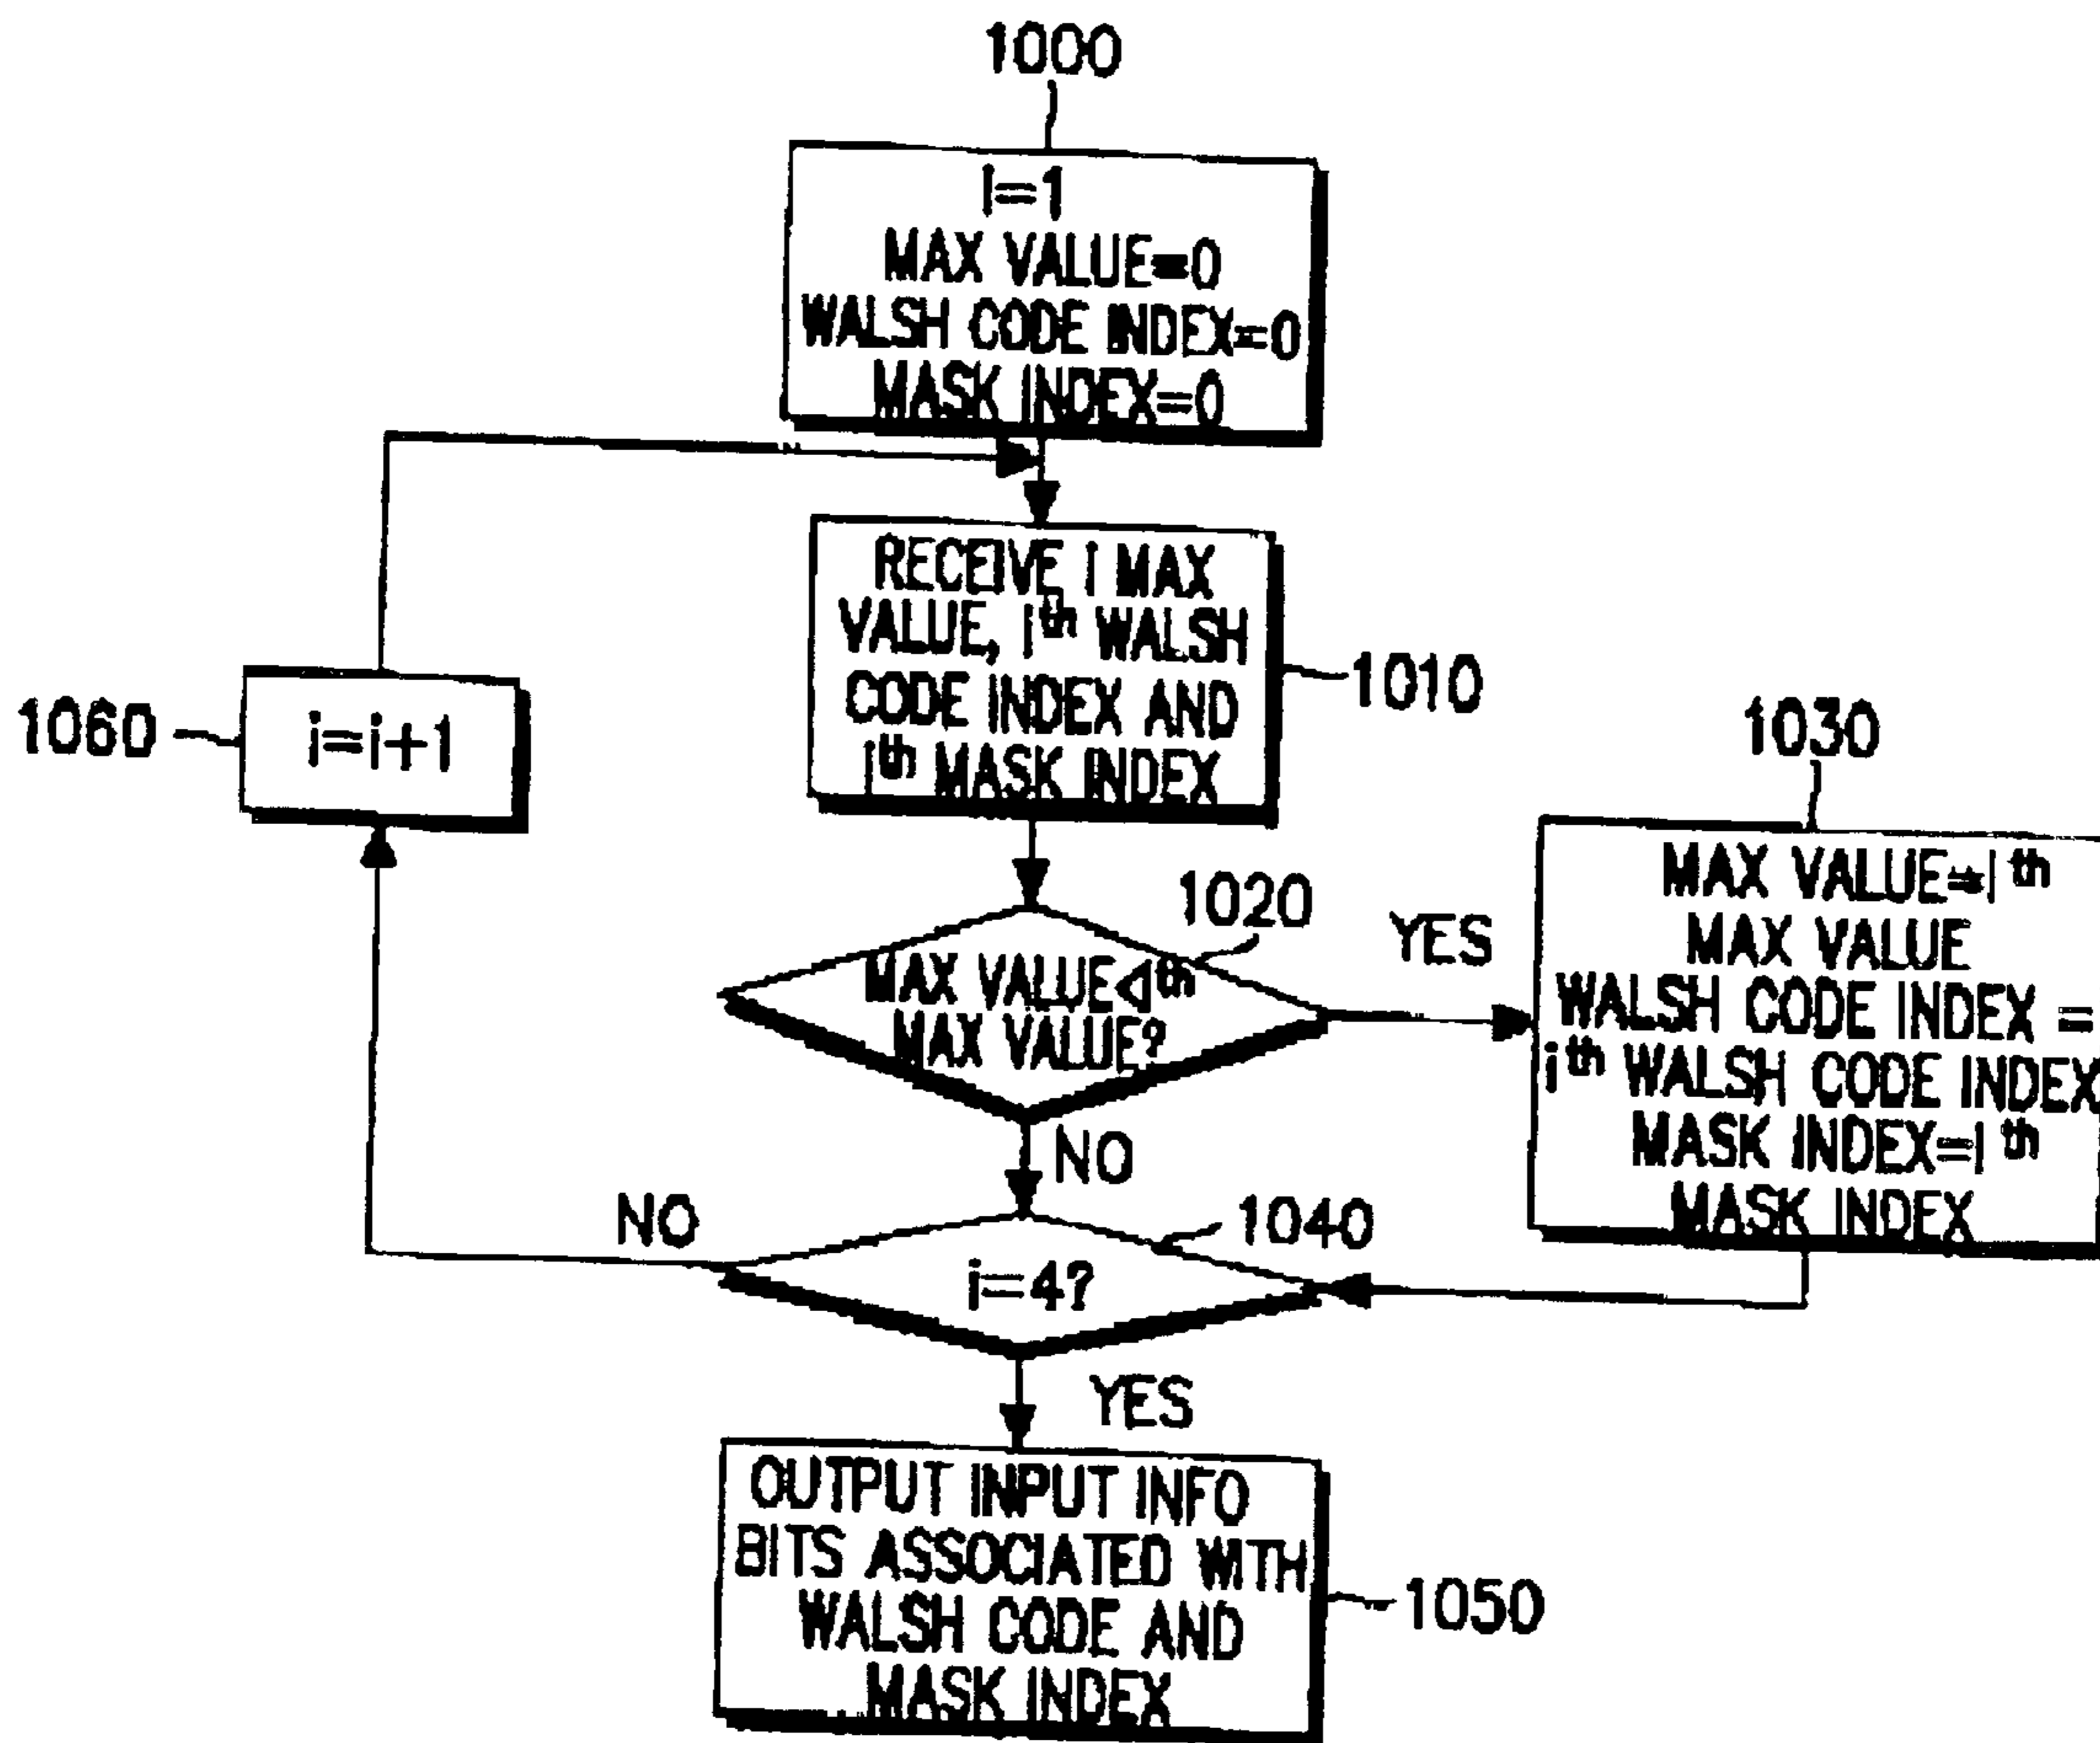 1000
i=1
MAX VALUE=0
WALSH CODE INDEX=0
MASK INDEX=0
RECEIVE i MAX
VALUE, ith WALSH
CODE INDEX AND
ith MASK INDEX
1010
1060
i=i+1
1020
MAX VALUE<ith
MAX VALUE?
YES
1030
MAX VALUE=ith
MAX VALUE
WALSH CODE INDEX =
ith WALSH CODE INDEX
MASK INDEX=ith
MASK INDEX
NO
NO
1040
i=4?
YES
OUTPUT INPUT INFO
BITS ASSOCIATED WITH
WALSH CODE AND
MASK INDEX
1050